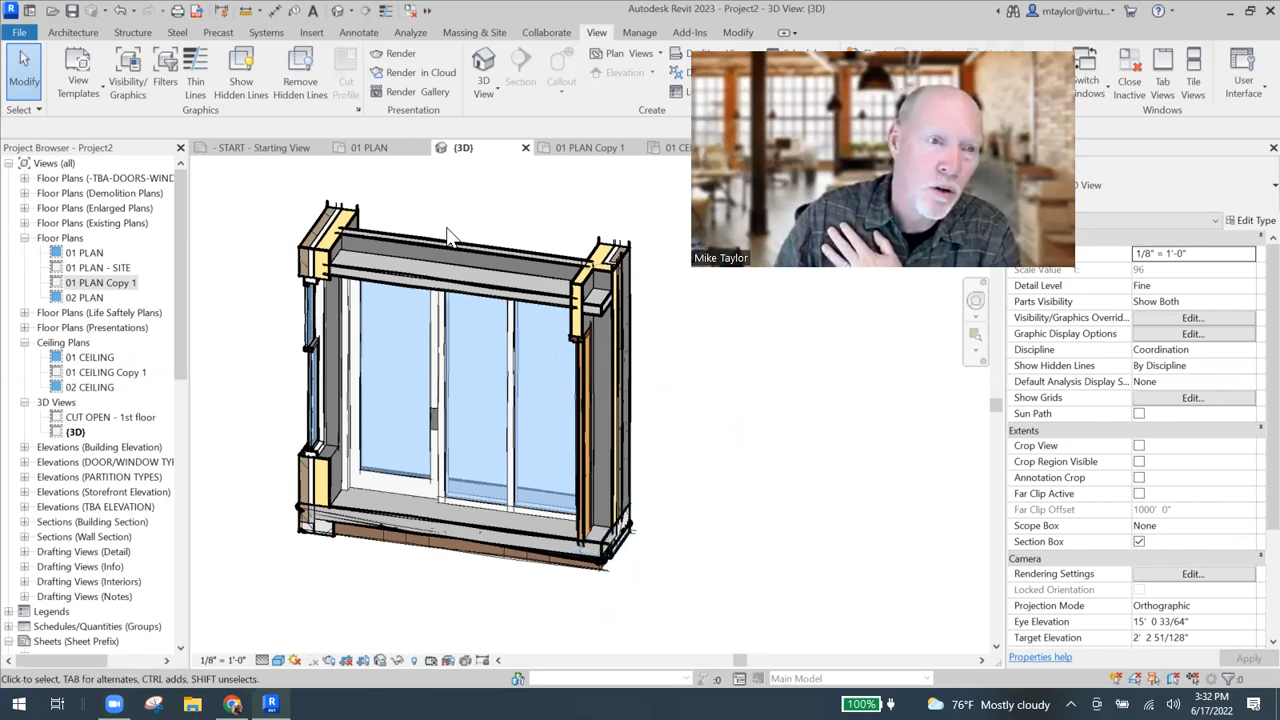 Autodesk Revit 2023 - Project2 - 3D View: {3D}
mtaylor@virtu...
File Architecture Structure Steel Precast Systems Insert Annotate Analyze Massing & Site Collaborate View Manage Add-Ins Modify
Modify
View Templates
Visibility/ Graphics
Filters
Thin Lines
Show Hidden Lines
Remove Hidden Lines
Cut Profile
Render
Render in Cloud
Render Gallery
3D View
Section
Callout
Plan Views
Elevation
Switch Windows
Close Inactive
Tab Views
Tile Views
User Interface
Select
Graphics
Presentation
Create
Windows
Project Browser - Project2
- START - Starting View
01 PLAN
{3D}
01 PLAN Copy 1
Views (all)
Floor Plans (-TBA-DOORS-WIND
Floor Plans (Demolition Plans)
Floor Plans (Enlarged Plans)
Floor Plans (Existing Plans)
Floor Plans
01 PLAN
01 PLAN - SITE
01 PLAN Copy 1
02 PLAN
Floor Plans (Life Saftely Plans)
Floor Plans (Presentations)
Ceiling Plans
01 CEILING
01 CEILING Copy 1
02 CEILING
3D Views
CUT OPEN - 1st floor
{3D}
Elevations (Building Elevation)
Elevations (DOOR/WINDOW TYI
Elevations (PARTITION TYPES)
Elevations (Storefront Elevation)
Elevations (TBA ELEVATION)
Sections (Building Section)
Sections (Wall Section)
Drafting Views (Detail)
Drafting Views (Info)
Drafting Views (Interiors)
Drafting Views (Notes)
Legends
Schedules/Quantities (Groups)
Sheets (Sheet Prefix)
Mike Taylor
Edit Type
1/8" = 1'-0"
Scale Value 1: 96
Detail Level Fine
Parts Visibility Show Both
Visibility/Graphics Overrid... Edit...
Graphic Display Options Edit...
Discipline Coordination
Show Hidden Lines By Discipline
Default Analysis Display S... None
Show Grids Edit...
Sun Path
Extents
Crop View
Crop Region Visible
Annotation Crop
Far Clip Active
Far Clip Offset 1000' 0"
Scope Box None
Section Box
Camera
Rendering Settings Edit...
Locked Orientation
Projection Mode Orthographic
Eye Elevation 15' 0 33/64"
Target Elevation 2' 2 51/128"
Properties help
Apply
1/8" = 1'-0"
Click to select, TAB for alternates, CTRL adds, SHIFT unselects.
:0
Main Model
:0
100%
76°F Mostly cloudy
3:32 PM
6/17/2022